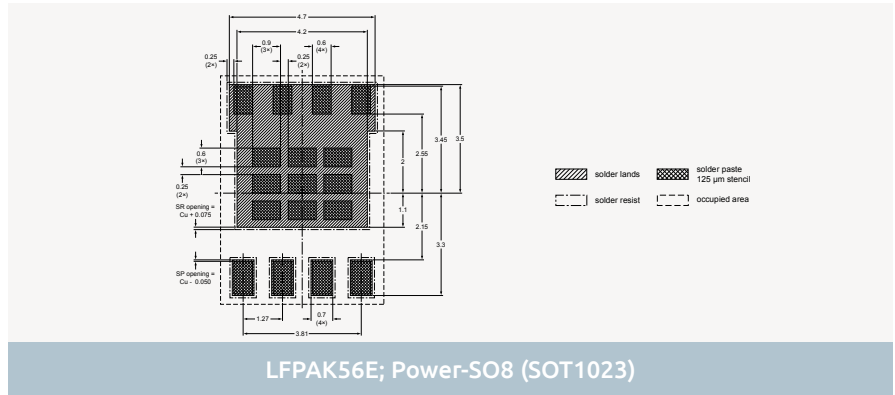 4.7
4.2
0.9
(3×)
0.6
(4×)
0.25
(2×)
0.25
(2×)
0.6
(3×)
0.25
(2×)
SR opening =
Cu + 0.075
SP opening =
Cu - 0.050
2
1.1
2.55
2.15
3.45
3.3
3.5
1.27
0.7
(4×)
3.81
solder lands
solder paste
125 µm stencil
solder resist
occupied area
LFPAK56E; Power-SO8 (SOT1023)